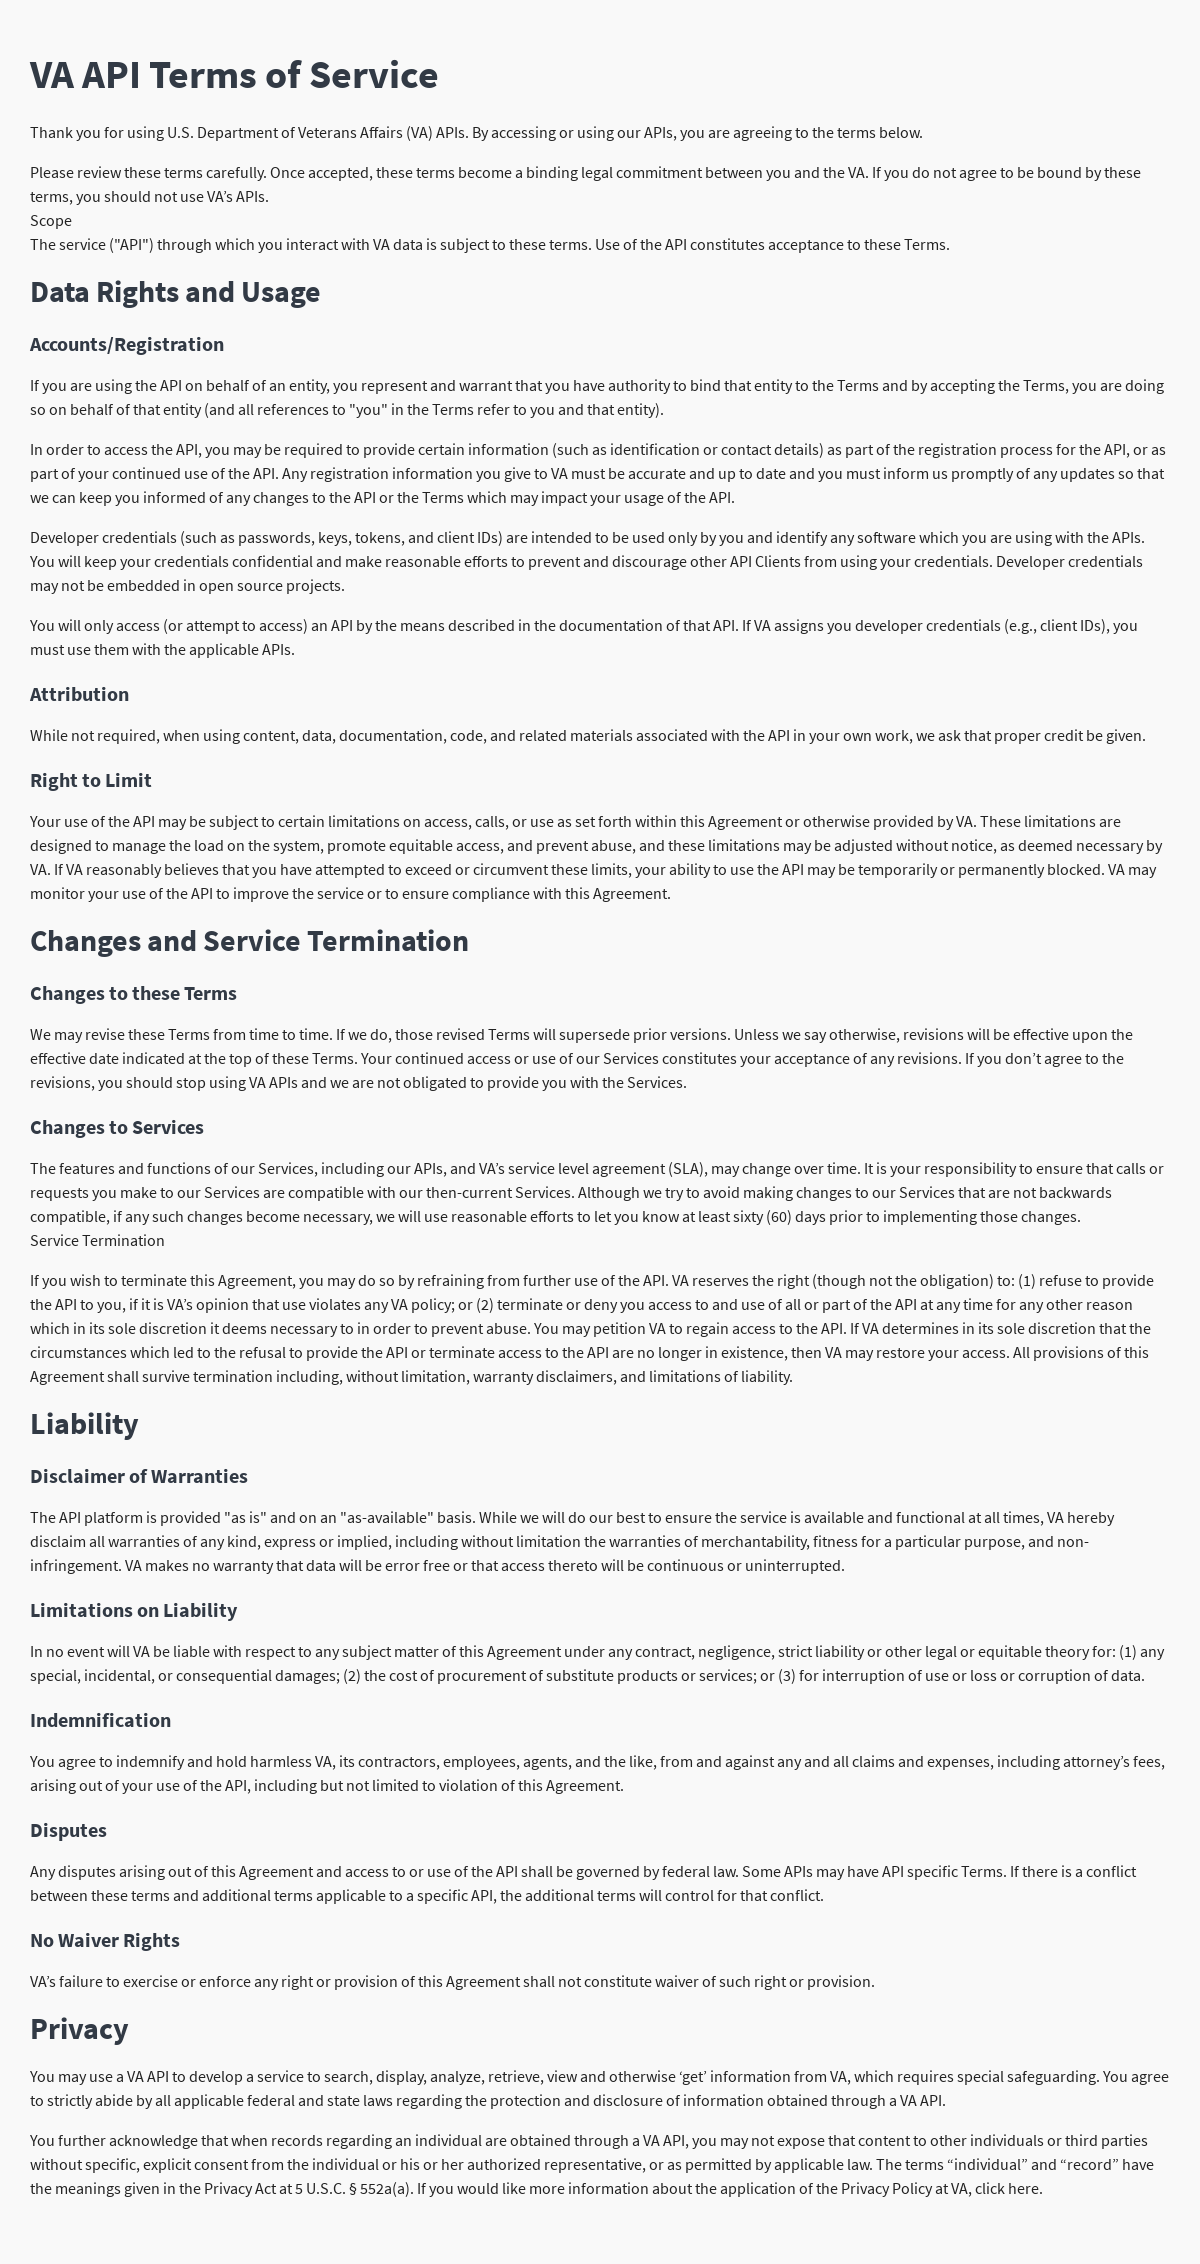 VA API Terms of Service
Thank you for using U.S. Department of Veterans Affairs (VA) APIs. By accessing or using our APIs, you are agreeing to the terms below.
Please review these terms carefully. Once accepted, these terms become a binding legal commitment between you and the VA. If you do not agree to be bound by these
terms, you should not use VA’s APIs.
Scope
The service ("API") through which you interact with VA data is subject to these terms. Use of the API constitutes acceptance to these Terms.
Data Rights and Usage
Accounts/Registration
If you are using the API on behalf of an entity, you represent and warrant that you have authority to bind that entity to the Terms and by accepting the Terms, you are doing
so on behalf of that entity (and all references to "you" in the Terms refer to you and that entity).
In order to access the API, you may be required to provide certain information (such as identification or contact details) as part of the registration process for the API, or as
part of your continued use of the API. Any registration information you give to VA must be accurate and up to date and you must inform us promptly of any updates so that
we can keep you informed of any changes to the API or the Terms which may impact your usage of the API.
Developer credentials (such as passwords, keys, tokens, and client IDs) are intended to be used only by you and identify any software which you are using with the APIs.
You will keep your credentials confidential and make reasonable efforts to prevent and discourage other API Clients from using your credentials. Developer credentials
may not be embedded in open source projects.
You will only access (or attempt to access) an API by the means described in the documentation of that API. If VA assigns you developer credentials (e.g., client IDs), you
must use them with the applicable APIs.
Attribution
While not required, when using content, data, documentation, code, and related materials associated with the API in your own work, we ask that proper credit be given.
Right to Limit
Your use of the API may be subject to certain limitations on access, calls, or use as set forth within this Agreement or otherwise provided by VA. These limitations are
designed to manage the load on the system, promote equitable access, and prevent abuse, and these limitations may be adjusted without notice, as deemed necessary by
VA. If VA reasonably believes that you have attempted to exceed or circumvent these limits, your ability to use the API may be temporarily or permanently blocked. VA may
monitor your use of the API to improve the service or to ensure compliance with this Agreement.
Changes and Service Termination
Changes to these Terms
We may revise these Terms from time to time. If we do, those revised Terms will supersede prior versions. Unless we say otherwise, revisions will be effective upon the
effective date indicated at the top of these Terms. Your continued access or use of our Services constitutes your acceptance of any revisions. If you don’t agree to the
revisions, you should stop using VA APIs and we are not obligated to provide you with the Services.
Changes to Services
The features and functions of our Services, including our APIs, and VA’s service level agreement (SLA), may change over time. It is your responsibility to ensure that calls or
requests you make to our Services are compatible with our then-current Services. Although we try to avoid making changes to our Services that are not backwards
compatible, if any such changes become necessary, we will use reasonable efforts to let you know at least sixty (60) days prior to implementing those changes.
Service Termination
If you wish to terminate this Agreement, you may do so by refraining from further use of the API. VA reserves the right (though not the obligation) to: (1) refuse to provide
the API to you, if it is VA’s opinion that use violates any VA policy; or (2) terminate or deny you access to and use of all or part of the API at any time for any other reason
which in its sole discretion it deems necessary to in order to prevent abuse. You may petition VA to regain access to the API. If VA determines in its sole discretion that the
circumstances which led to the refusal to provide the API or terminate access to the API are no longer in existence, then VA may restore your access. All provisions of this
Agreement shall survive termination including, without limitation, warranty disclaimers, and limitations of liability.
Liability
Disclaimer of Warranties
The API platform is provided "as is" and on an "as-available" basis. While we will do our best to ensure the service is available and functional at all times, VA hereby
disclaim all warranties of any kind, express or implied, including without limitation the warranties of merchantability, fitness for a particular purpose, and non-
infringement. VA makes no warranty that data will be error free or that access thereto will be continuous or uninterrupted.
Limitations on Liability
In no event will VA be liable with respect to any subject matter of this Agreement under any contract, negligence, strict liability or other legal or equitable theory for: (1) any
special, incidental, or consequential damages; (2) the cost of procurement of substitute products or services; or (3) for interruption of use or loss or corruption of data.
Indemnification
You agree to indemnify and hold harmless VA, its contractors, employees, agents, and the like, from and against any and all claims and expenses, including attorney’s fees,
arising out of your use of the API, including but not limited to violation of this Agreement.
Disputes
Any disputes arising out of this Agreement and access to or use of the API shall be governed by federal law. Some APIs may have API specific Terms. If there is a conflict
between these terms and additional terms applicable to a specific API, the additional terms will control for that conflict.
No Waiver Rights
VA’s failure to exercise or enforce any right or provision of this Agreement shall not constitute waiver of such right or provision.
Privacy
You may use a VA API to develop a service to search, display, analyze, retrieve, view and otherwise ‘get’ information from VA, which requires special safeguarding. You agree
to strictly abide by all applicable federal and state laws regarding the protection and disclosure of information obtained through a VA API.
You further acknowledge that when records regarding an individual are obtained through a VA API, you may not expose that content to other individuals or third parties
without specific, explicit consent from the individual or his or her authorized representative, or as permitted by applicable law. The terms “individual” and “record” have
the meanings given in the Privacy Act at 5 U.S.C. § 552a(a). If you would like more information about the application of the Privacy Policy at VA, click here.